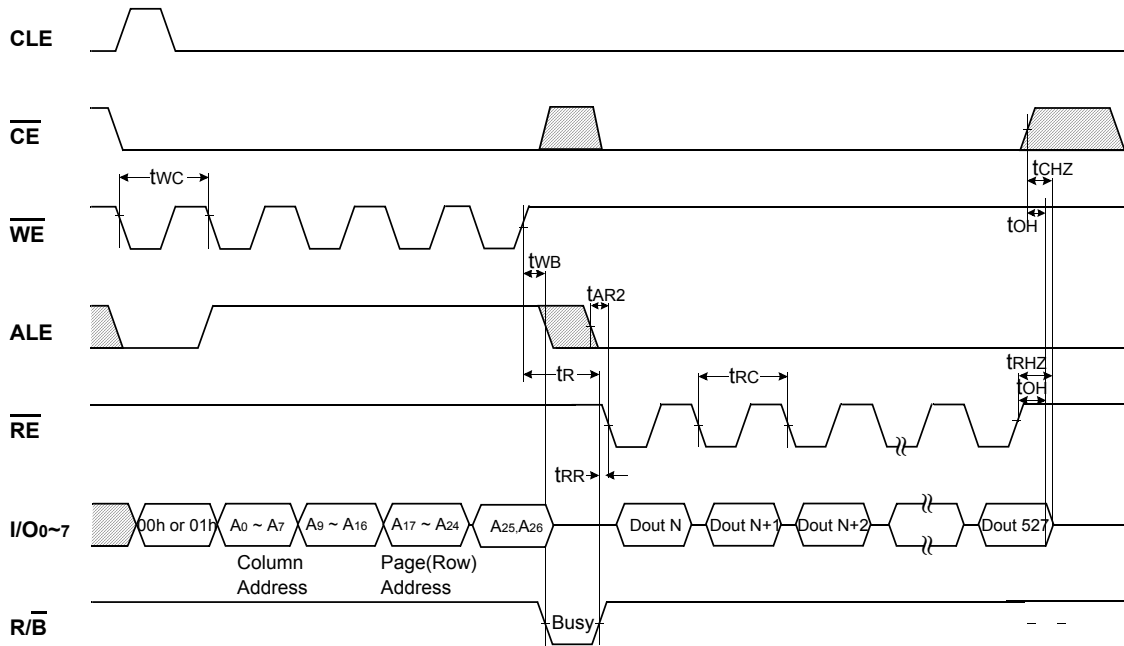 CLE
CE
tCHZ
tWC
WE
tOH
tWB
tAR2
ALE
tR
tRC
tRHZ
tOH
RE
tRR
I/O0~7
00h or 01h
A0 ~ A7
A9 ~ A16
A17 ~ A24
A25,A26
Dout N
Dout N+1
Dout N+2
Dout 527
Column
Address
Page(Row)
Address
R/B
Busy